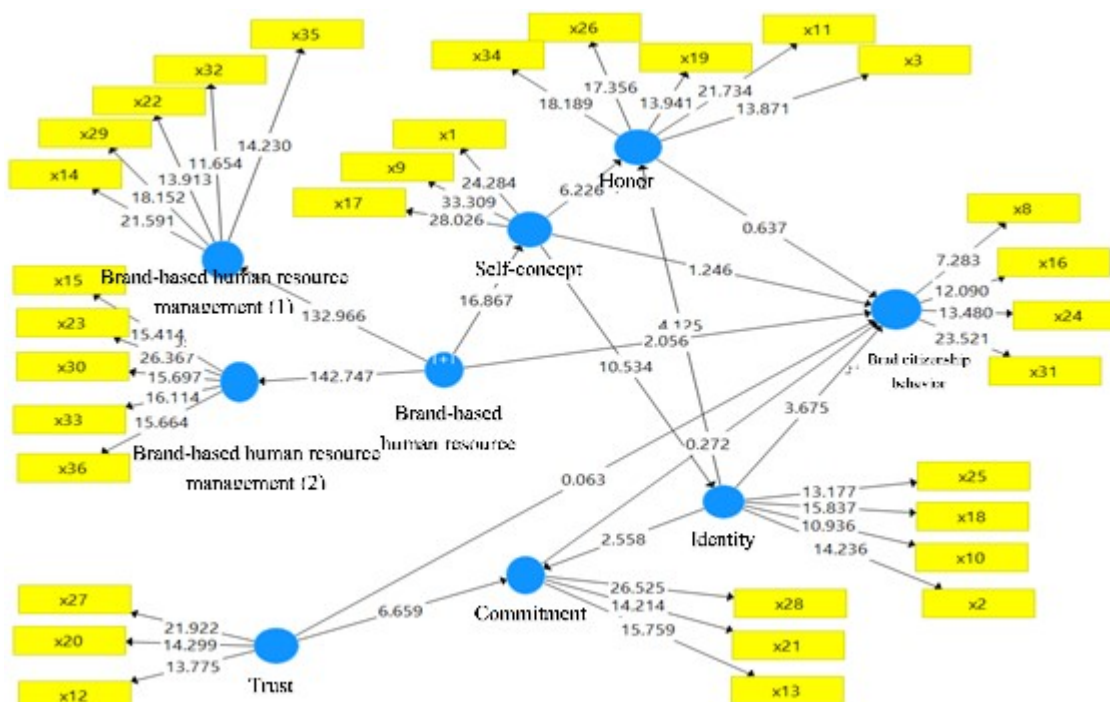 x35
x32
x22
x29
x14
14.230
11.654
13.913
18.152
21.591
Brand-based human resource
management (1)
x15
x23
x30
x33
x36
15.414
26.367
15.697
16.114
15.664
Brand-based human resource
management (2)
132.966
142.747
Brand-based
human resource
16.867
x1
x9
x17
24.284
33.309
28.026
Self-concept
6.226
1.246
10.534
x26
x34
x19
x11
x3
17.356
18.189
13.941
21.734
13.871
Honor
0.637
2.056
x8
x16
x24
x31
7.283
12.090
13.480
23.521
Brad citizenship
behavior
3.675
0.272
0.063
x25
x18
x10
x2
13.177
15.837
10.936
14.236
Identity
2.558
Commitment
26.525
14.214
15.759
x28
x21
x13
6.659
x27
x20
x12
21.922
14.299
13.775
Trust